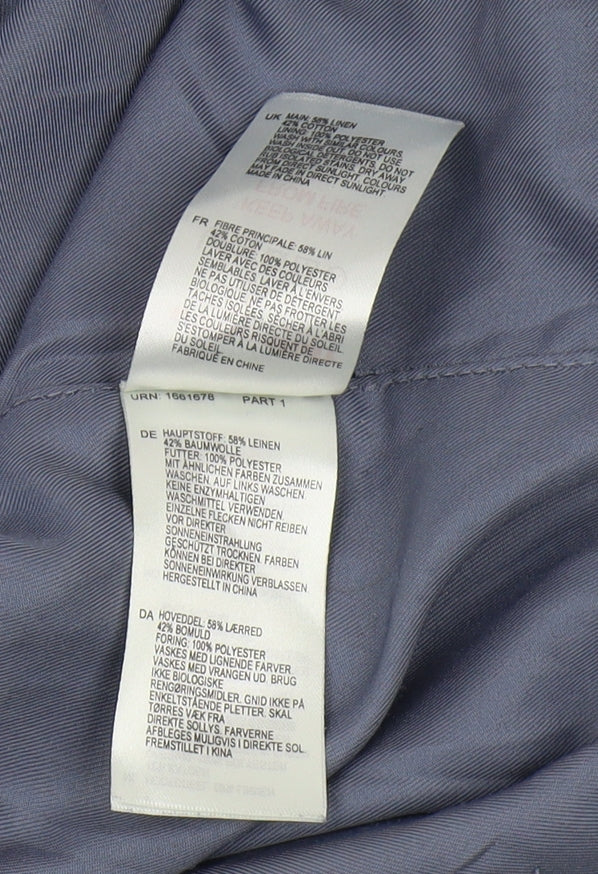 UK MAIN: 58% LINEN
42% COTTON
LINING: 100% POLYESTER
WASH WITH SIMILAR COLOURS.
WASH INSIDE OUT. DO NOT USE
BIOLOGICAL DETERGENTS. DO NOT
RUB ISOLATED STAINS. DRY AWAY
FROM DIRECT SUNLIGHT. COLOURS
MAY FADE IN DIRECT SUNLIGHT.
MADE IN CHINA
KEEP AWAY
FROM FIRE
FR FIBRE PRINCIPALE: 58% LIN
42% COTON
DOUBLURE: 100% POLYESTER
LAVER AVEC DES COULEURS
SEMBLABLES. LAVER À L'ENVERS
NE PAS UTILISER DE DÉTERGENT
BIOLOGIQUE. NE PAS FROTTER LES
TÂCHES ISOLÉES. SÉCHER À L'ABRI
DE LA LUMIÈRE DIRECTE DU SOLEIL.
LES COULEURS RISQUENT DE
S'ESTOMPER À LA LUMIÈRE DIRECTE
DU SOLEIL
FABRIQUÉ EN CHINE
URN: 1661678 PART 1
DE HAUPTSTOFF: 58% LEINEN
42% BAUMWOLLE
FUTTER: 100% POLYESTER
MIT ÄHNLICHEN FARBEN ZUSAMMEN
WASCHEN. AUF LINKS WASCHEN.
KEINE ENZYMHALTIGEN
WASCHMITTEL VERWENDEN
EINZELNE FLECKEN NICHT REIBEN
VOR DIREKTER
SONNENEINSTRAHLUNG
GESCHÜTZT TROCKNEN. FARBEN
KÖNNEN BEI DIREKTER
SONNENEINWIRKUNG VERBLASSEN
HERGESTELLT IN CHINA
DA HOVEDDEL: 58% LÆRRED
42% BOMULD
FORING: 100% POLYESTER
VASKES MED LIGNENDE FARVER
VASKES MED VRANGEN UD. BRUG
IKKE BIOLOGISKE
RENGØRINGSMIDLER. GNID IKKE PÅ
ENKELTSTÅENDE PLETTER. SKAL
TØRRES VÆK FRA
DIREKTE SOLLYS. FARVERNE
AFBLEGES MULIGVIS I DIREKTE SOL.
FREMSTILLET I KINA